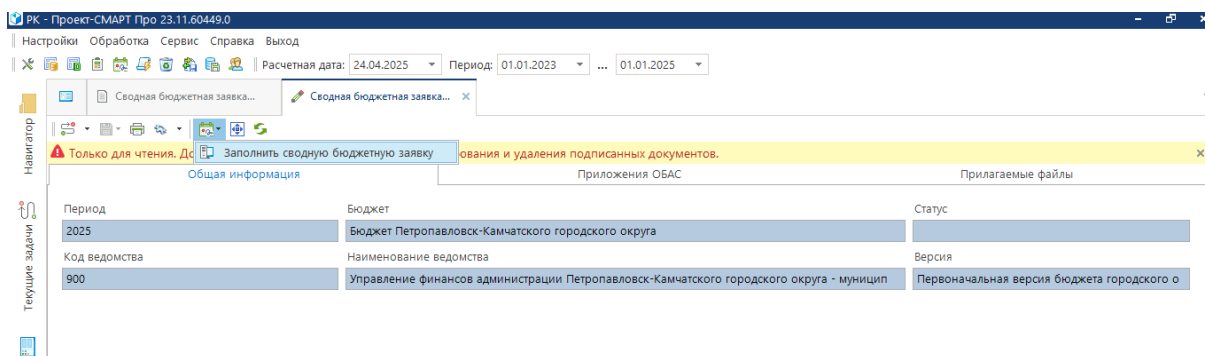 РК - Проект-СМАРТ Про 23.11.60449.0
Настройки Обработка Сервис Справка Выход
Расчетная дата: 24.04.2025 Период: 01.01.2023 ... 01.01.2025
Сводная бюджетная заявка... Сводная бюджетная заявка...
Заполнить сводную бюджетную заявку
Только для чтения. ования и удаления подписанных документов.
Общая информация Приложения ОБАС Прилагаемые файлы
Период Бюджет Статус
2025 Бюджет Петропавловск-Камчатского городского округа
Код ведомства Наименование ведомства Версия
900 Управление финансов администрации Петропавловск-Камчатского городского округа - муницип Первоначальная версия бюджета городского о
Навигатор
Текущие задачи